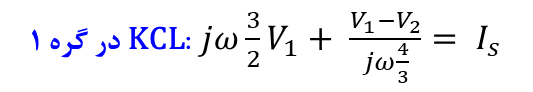 KCL در گره ۱: jω 3/2 V₁ + (V₁−V₂)/(jω 4/3) = Iₛ